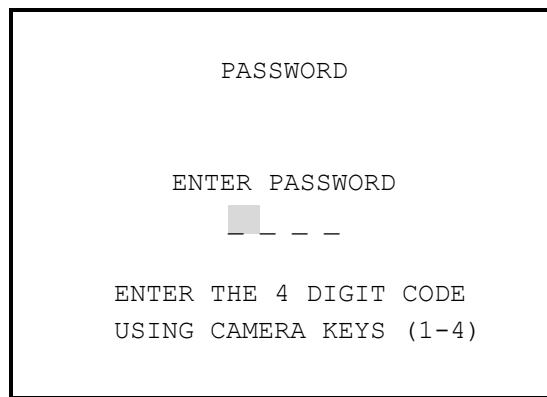 PASSWORD
ENTER PASSWORD
_ _ _ _
ENTER THE 4 DIGIT CODE
USING CAMERA KEYS (1-4)